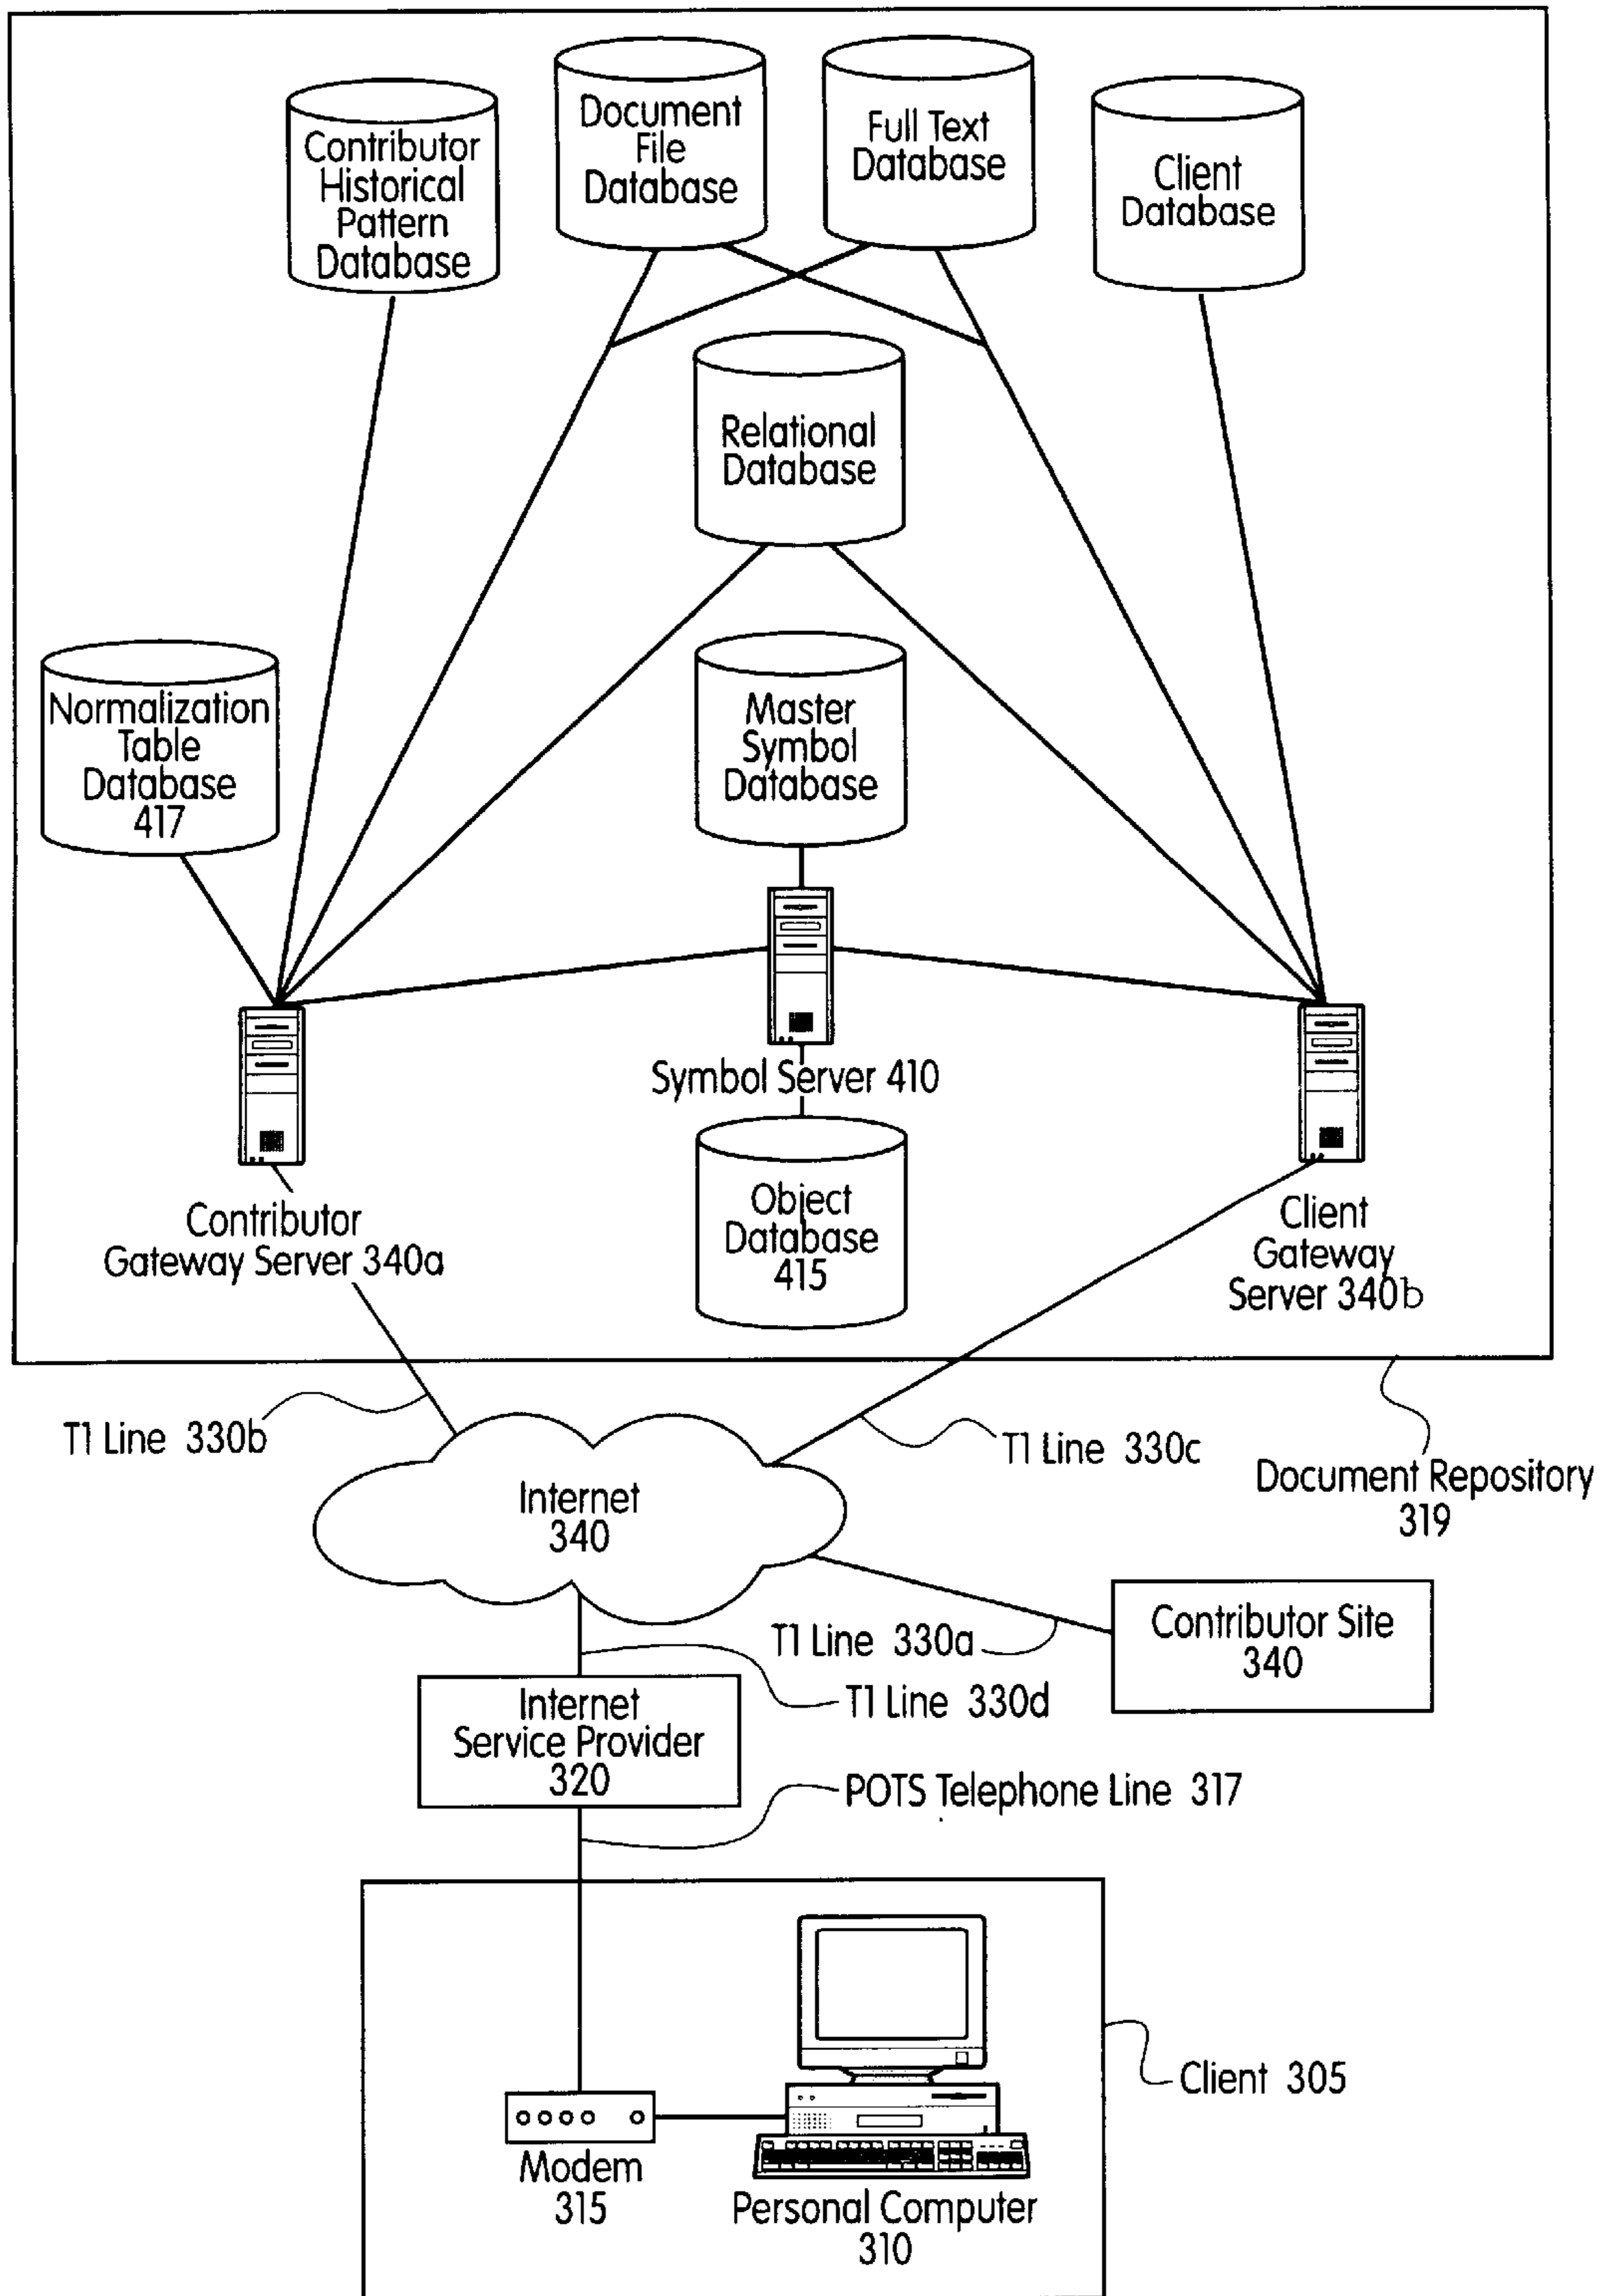 Contributor
Historical
Pattern
Database
Document
File
Database
Full Text
Database
Client
Database
Relational
Database
Normalization
Table
Database
417
Master
Symbol
Database
Symbol Server 410
Contributor
Gateway Server 340a
Object
Database
415
Client
Gateway
Server 340b
T1 Line 330b
T1 Line 330c
Document Repository
319
Internet
340
T1 Line 330a
Contributor Site
340
T1 Line 330d
Internet
Service Provider
320
POTS Telephone Line 317
Client 305
Modem
315
Personal Computer
310